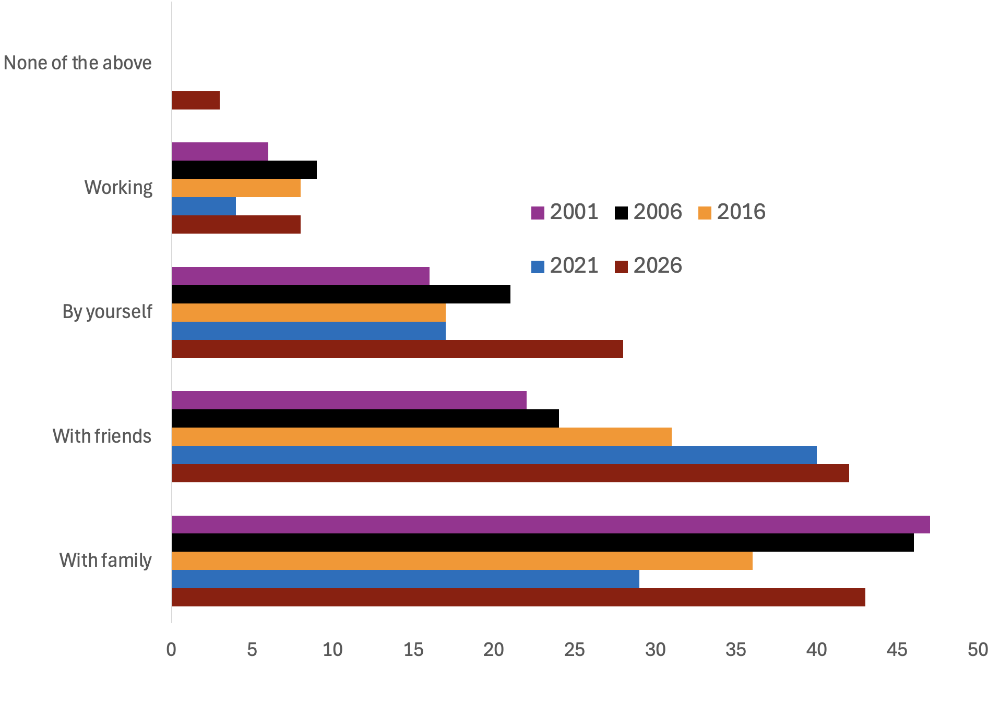 None of the above
Working
2001 2006 2016
2021 2026
By yourself
With friends
With family
0 5 10 15 20 25 30 35 40 45 50